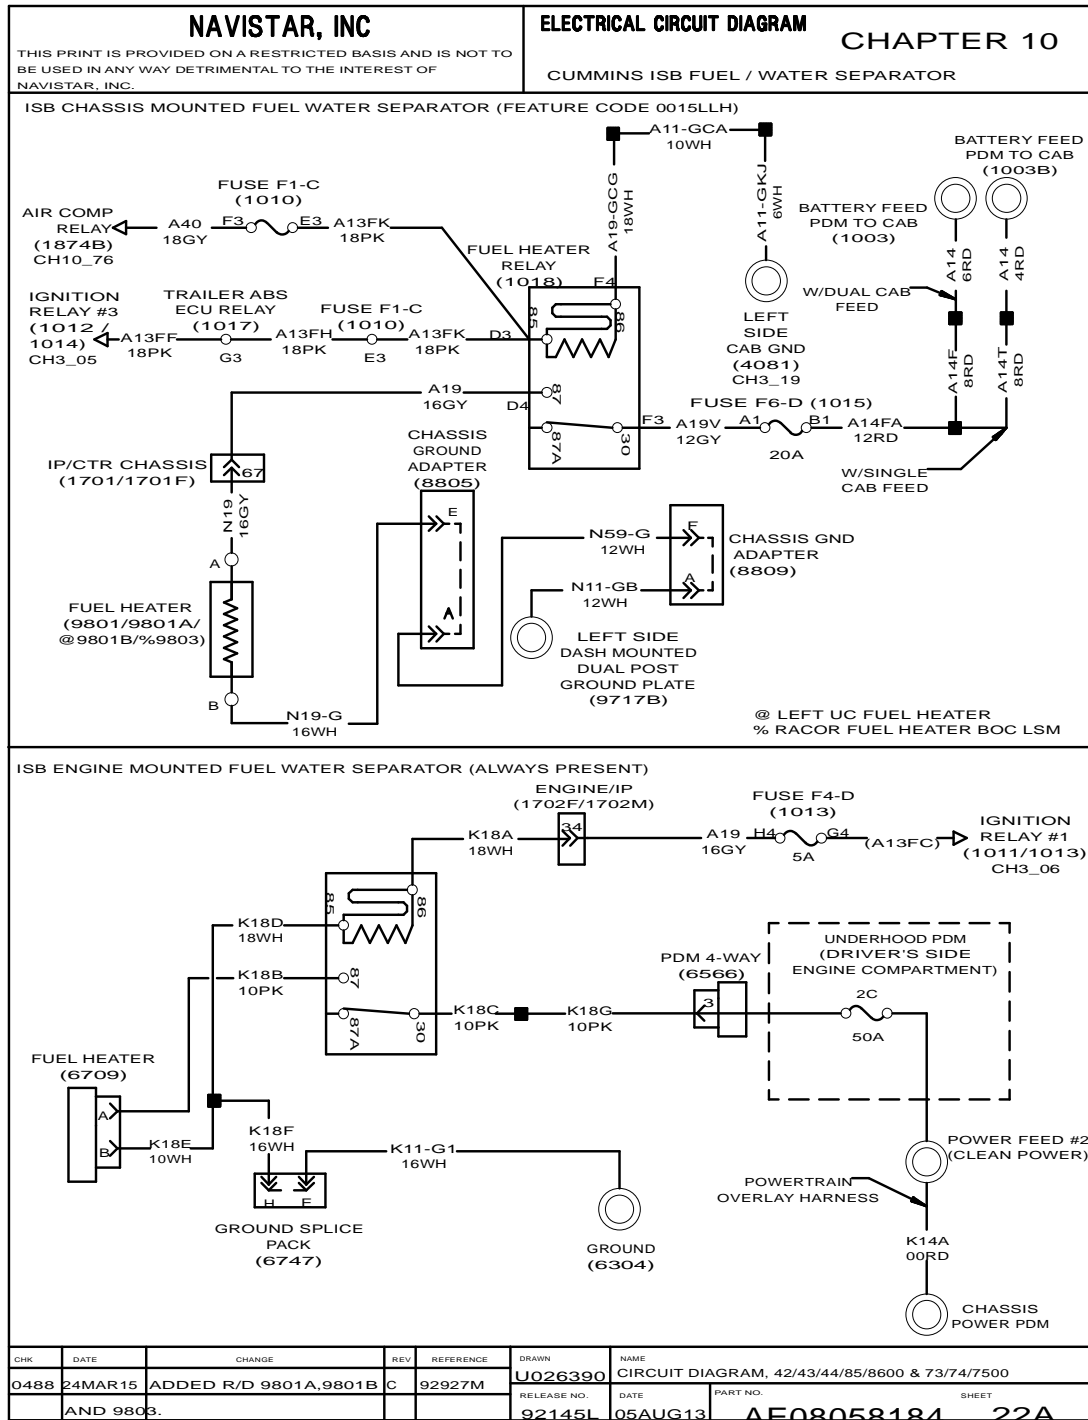 NAVISTAR, INC
THIS PRINT IS PROVIDED ON A RESTRICTED BASIS AND IS NOT TO
BE USED IN ANY WAY DETRIMENTAL TO THE INTEREST OF
NAVISTAR, INC.
ELECTRICAL CIRCUIT DIAGRAM
CHAPTER 10
CUMMINS ISB FUEL / WATER SEPARATOR
ISB CHASSIS MOUNTED FUEL WATER SEPARATOR (FEATURE CODE 0015LLH)
A11-GCA
10WH
A19-GCG
18WH
A11-GKJ
6WH
BATTERY FEED
PDM TO CAB
(1003B)
BATTERY FEED
PDM TO CAB
(1003)
FUSE F1-C
(1010)
AIR COMP
RELAY
(1874B)
CH10_76
A40
18GY
F3
E3
A13FK
18PK
FUEL HEATER
RELAY
(1018)
F4
85
86
A14
6RD
A14
4RD
W/DUAL CAB
FEED
LEFT
SIDE
CAB GND
(4081)
CH3_19
IGNITION
RELAY #3
(1012 /
1014)
CH3_05
A13FF
18PK
TRAILER ABS
ECU RELAY
(1017)
G3
A13FH
18PK
FUSE F1-C
(1010)
E3
A13FK
18PK
D3
A14F
8RD
A14T
8RD
A19
16GY
D4
87
87A
30
F3
A19V
12GY
FUSE F6-D (1015)
A1
B1
20A
A14FA
12RD
W/SINGLE
CAB FEED
IP/CTR CHASSIS
(1701/1701F)
67
N19
16GY
CHASSIS
GROUND
ADAPTER
(8805)
E
A
N59-G
12WH
F
N11-GB
12WH
A
CHASSIS GND
ADAPTER
(8809)
A
FUEL HEATER
(9801/9801A/
@9801B/%9803)
B
N19-G
16WH
LEFT SIDE
DASH MOUNTED
DUAL POST
GROUND PLATE
(9717B)
@ LEFT UC FUEL HEATER
% RACOR FUEL HEATER BOC LSM
ISB ENGINE MOUNTED FUEL WATER SEPARATOR (ALWAYS PRESENT)
ENGINE/IP
(1702F/1702M)
34
K18A
18WH
A19
16GY
FUSE F4-D
(1013)
H4
G4
5A
(A13FC)
IGNITION
RELAY #1
(1011/1013)
CH3_06
85
86
K18D
18WH
K18B
10PK
87
87A
30
K18C
10PK
K18G
10PK
PDM 4-WAY
(6566)
3
UNDERHOOD PDM
(DRIVER'S SIDE
ENGINE COMPARTMENT)
2C
50A
FUEL HEATER
(6709)
A
B
K18E
10WH
K18F
16WH
K11-G1
16WH
H
F
GROUND SPLICE
PACK
(6747)
GROUND
(6304)
POWER FEED #2
(CLEAN POWER)
POWERTRAIN
OVERLAY HARNESS
K14A
00RD
CHASSIS
POWER PDM
CHK DATE CHANGE REV REFERENCE
0488 24MAR15 ADDED R/D 9801A,9801B C 92927M
AND 9803.
DRAWN
U026390
NAME
CIRCUIT DIAGRAM, 42/43/44/85/8600 & 73/74/7500
RELEASE NO.
92145L
DATE
05AUG13
PART NO.
AE08058184
SHEET
22A